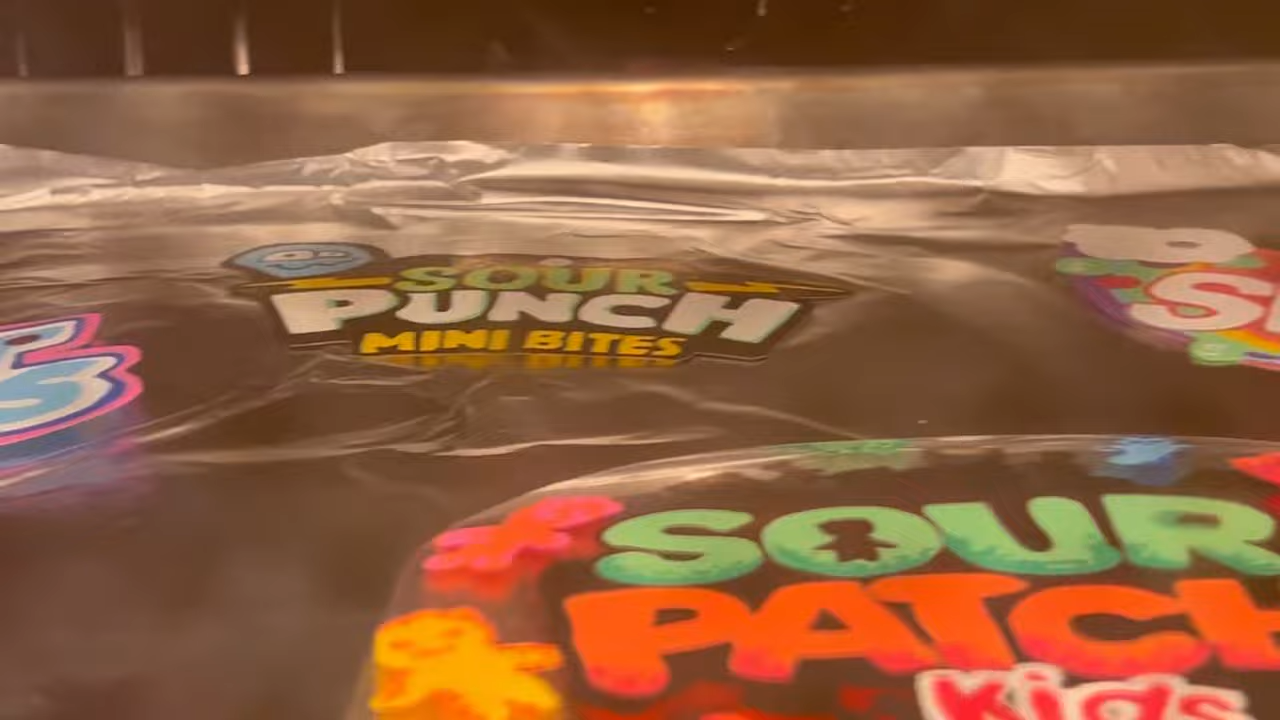 SOUR
PUNCH
MINI BITES
SOUR
PATCH
Kids